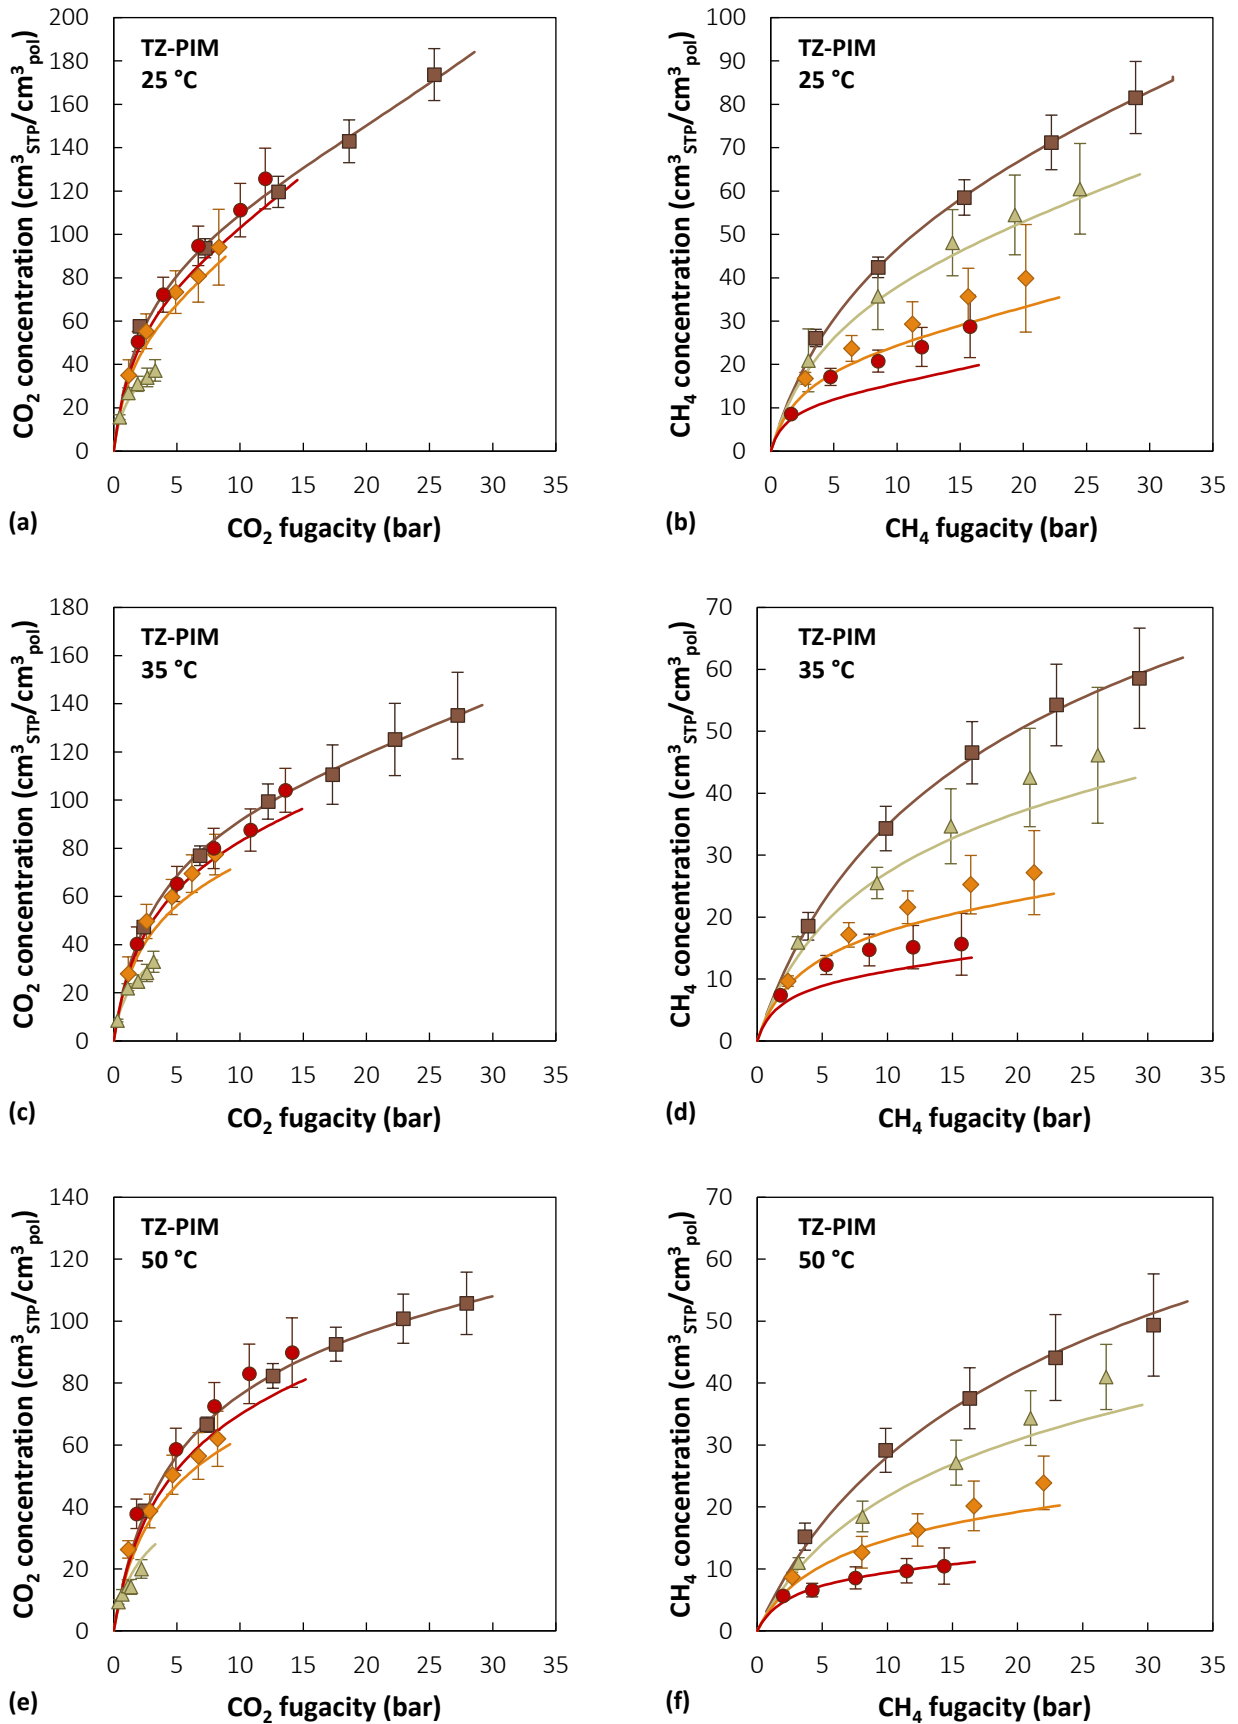 CO2 concentration (cm3STP/cm3pol)
200
180
160
140
120
100
80
60
40
20
0
TZ-PIM
25 °C
0 5 10 15 20 25 30 35
CO2 fugacity (bar)
(a)
CH4 concentration (cm3STP/cm3pol)
100
90
80
70
60
50
40
30
20
10
0
TZ-PIM
25 °C
0 5 10 15 20 25 30 35
CH4 fugacity (bar)
(b)
CO2 concentration (cm3STP/cm3pol)
180
160
140
120
100
80
60
40
20
0
TZ-PIM
35 °C
0 5 10 15 20 25 30 35
CO2 fugacity (bar)
(c)
CH4 concentration (cm3STP/cm3pol)
70
60
50
40
30
20
10
0
TZ-PIM
35 °C
0 5 10 15 20 25 30 35
CH4 fugacity (bar)
(d)
CO2 concentration (cm3STP/cm3pol)
140
120
100
80
60
40
20
0
TZ-PIM
50 °C
0 5 10 15 20 25 30 35
CO2 fugacity (bar)
(e)
CH4 concentration (cm3STP/cm3pol)
70
60
50
40
30
20
10
0
TZ-PIM
50 °C
0 5 10 15 20 25 30 35
CH4 fugacity (bar)
(f)